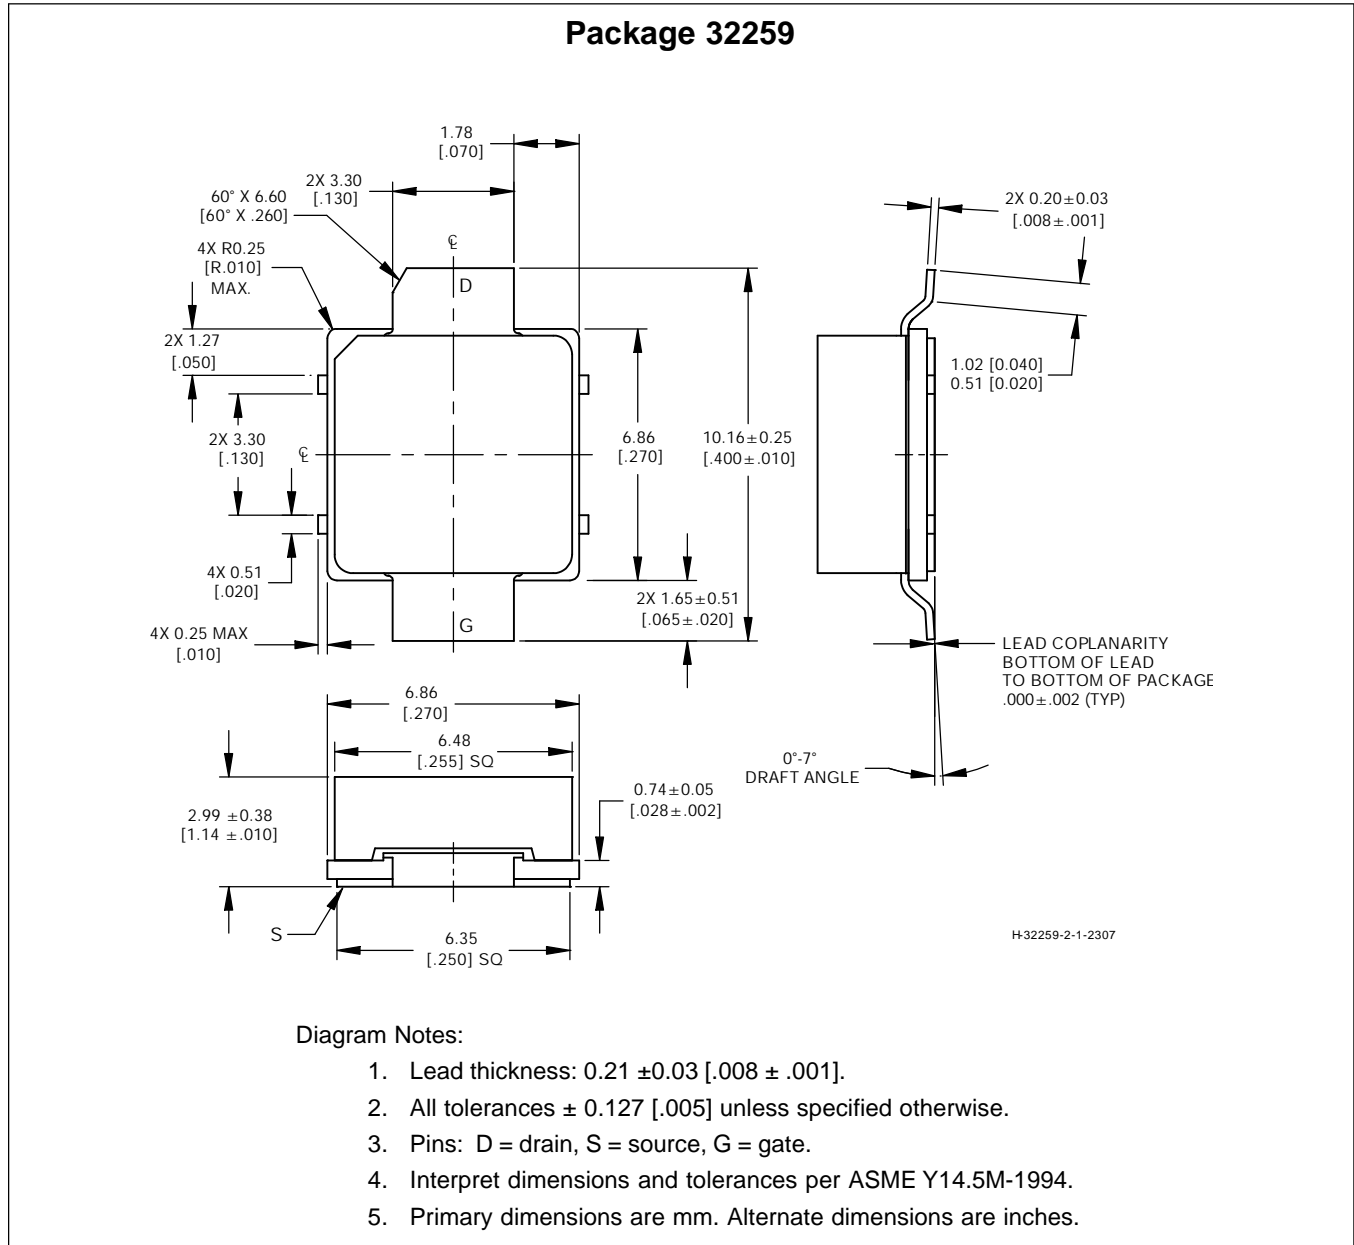 Package 32259
1.78
[.070]
2X 3.30
[.130]
60° X 6.60
[60° X .260]
4X R0.25
[R.010]
MAX.
℄
D
2X 0.20±0.03
[.008±.001]
2X 1.27
[.050]
1.02 [0.040]
0.51 [0.020]
2X 3.30
[.130]
℄
6.86
[.270]
10.16±0.25
[.400±.010]
4X 0.51
[.020]
2X 1.65±0.51
[.065±.020]
G
4X 0.25 MAX
[.010]
LEAD COPLANARITY
BOTTOM OF LEAD
TO BOTTOM OF PACKAGE
.000±.002 (TYP)
6.86
[.270]
6.48
[.255] SQ
0°-7°
DRAFT ANGLE
2.99 ±0.38
[1.14 ±.010]
0.74±0.05
[.028±.002]
S
6.35
[.250] SQ
H-32259-2-1-2307
Diagram Notes:
1. Lead thickness: 0.21 ±0.03 [.008 ± .001].
2. All tolerances ± 0.127 [.005] unless specified otherwise.
3. Pins: D = drain, S = source, G = gate.
4. Interpret dimensions and tolerances per ASME Y14.5M-1994.
5. Primary dimensions are mm. Alternate dimensions are inches.